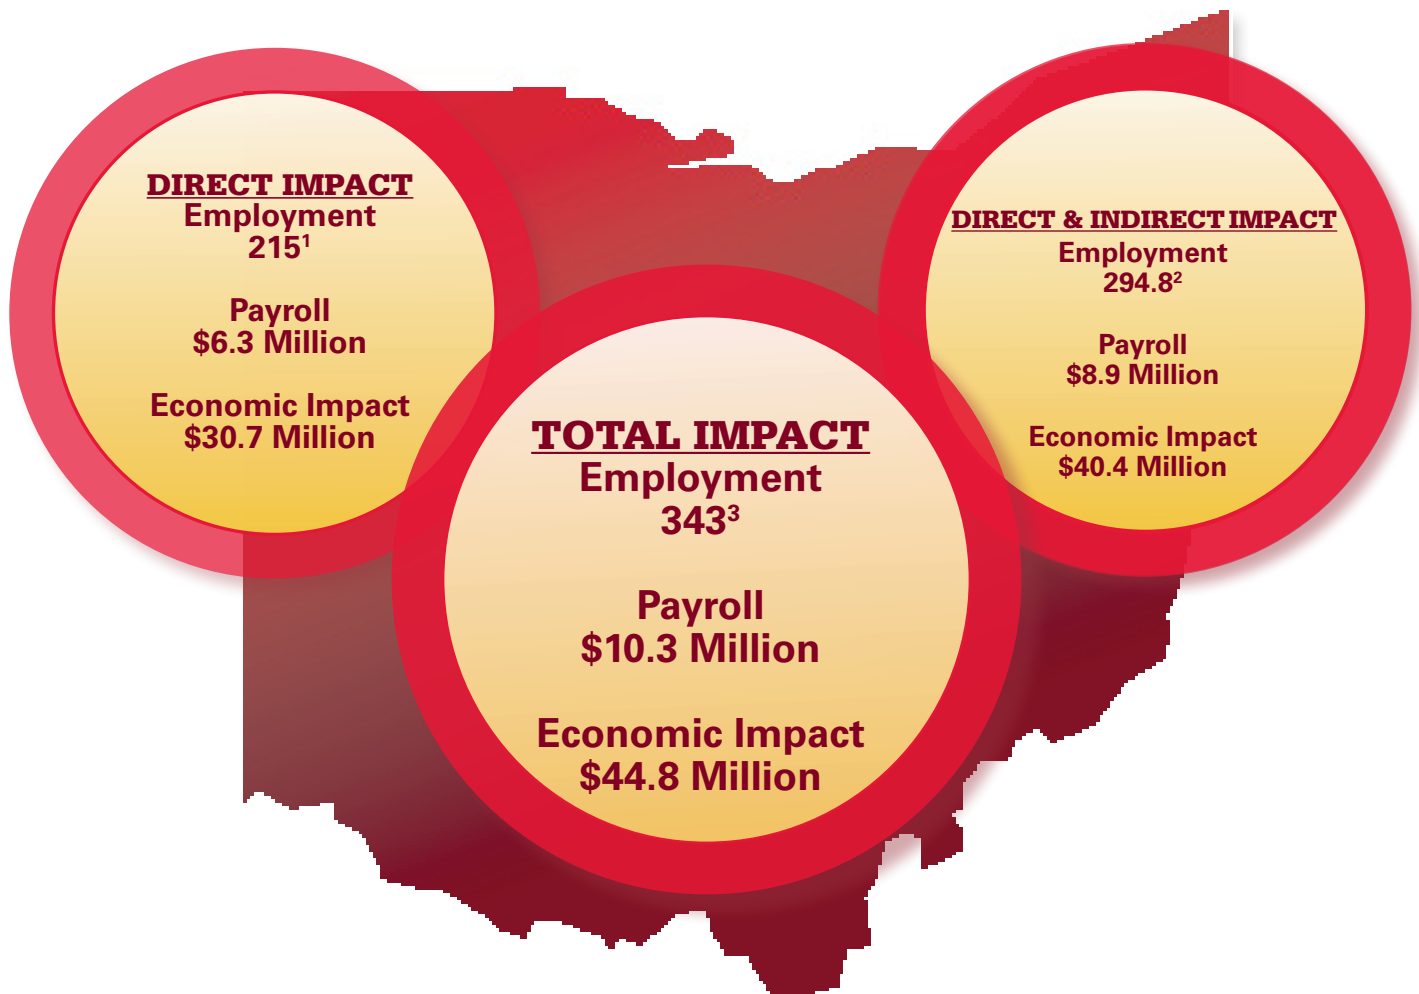 DIRECT IMPACT
Employment
215¹
Payroll
$6.3 Million
Economic Impact
$30.7 Million
DIRECT & INDIRECT IMPACT
Employment
294.8²
Payroll
$8.9 Million
Economic Impact
$40.4 Million
TOTAL IMPACT
Employment
343³
Payroll
$10.3 Million
Economic Impact
$44.8 Million